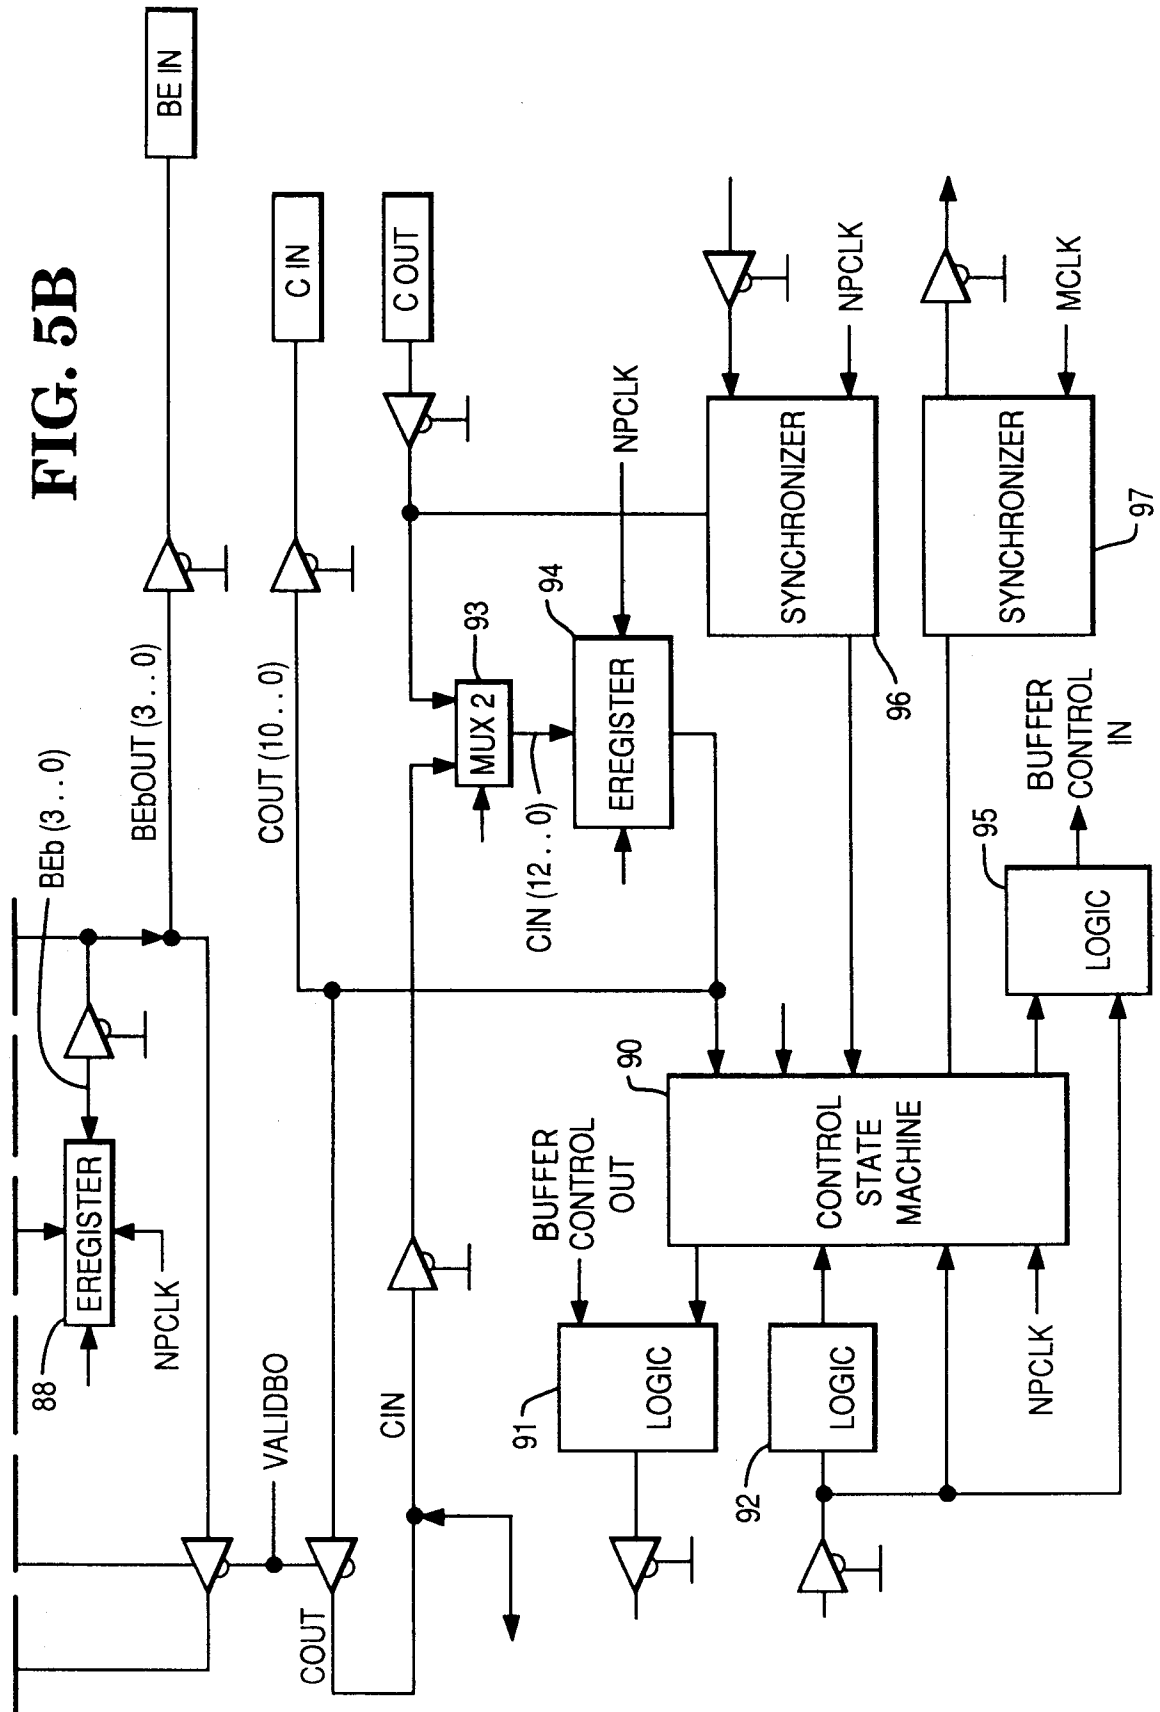 FIG. 5B
BEb (3...0)
BEbOUT (3...0)
BE IN
88
EREGISTER
NPCLK
COUT (10...0)
C IN
VALIDBO
COUT
CIN
C OUT
MUX 2
93
CIN (12...0)
94
EREGISTER
NPCLK
BUFFER
CONTROL
OUT
91
LOGIC
90
CONTROL
STATE
MACHINE
92
LOGIC
NPCLK
SYNCHRONIZER
96
NPCLK
SYNCHRONIZER
97
MCLK
95
LOGIC
BUFFER
CONTROL
IN